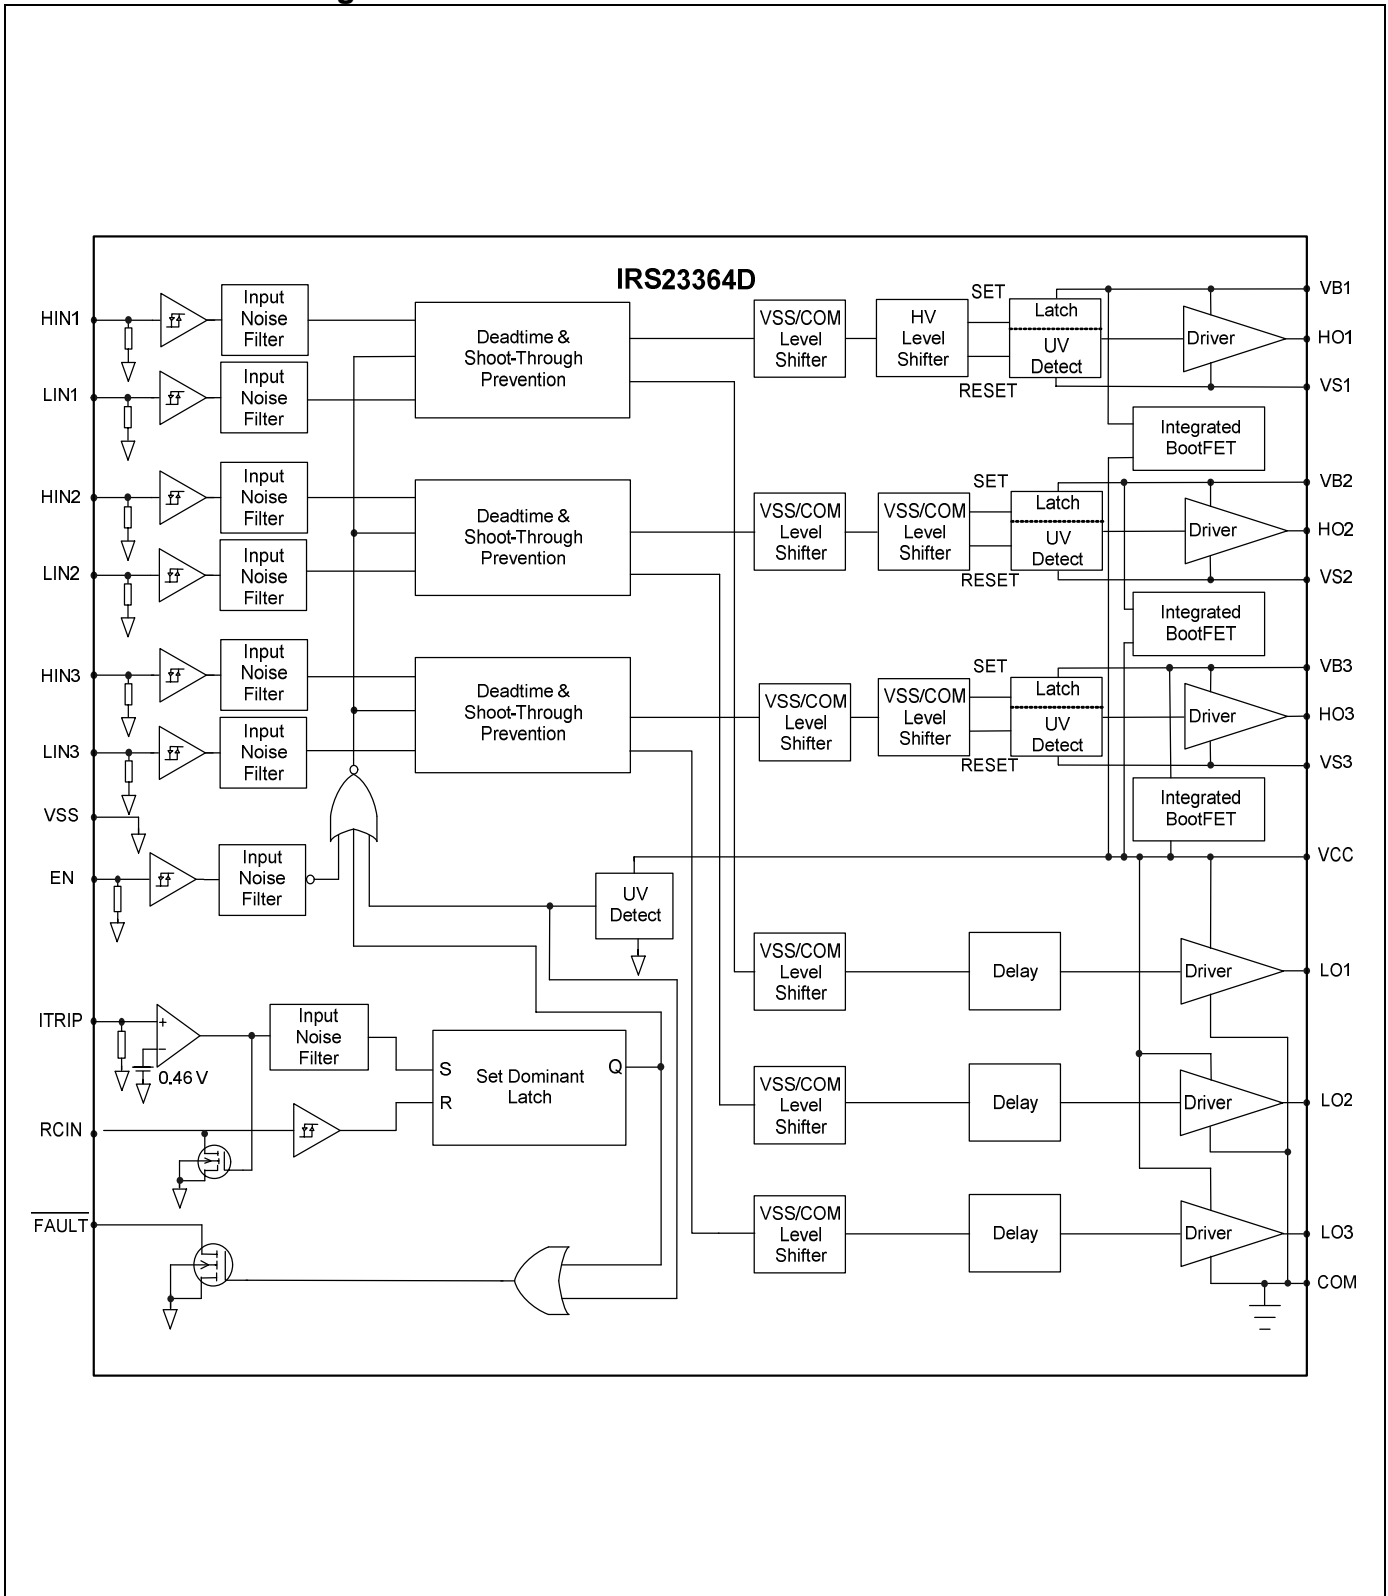 IRS23364D
HIN1
Input
Noise
Filter
LIN1
Input
Noise
Filter
Deadtime &
Shoot-Through
Prevention
VSS/COM
Level
Shifter
HV
Level
Shifter
SET
RESET
Latch
UV
Detect
Driver
VB1
HO1
VS1
Integrated
BootFET
HIN2
Input
Noise
Filter
LIN2
Input
Noise
Filter
Deadtime &
Shoot-Through
Prevention
VSS/COM
Level
Shifter
VSS/COM
Level
Shifter
SET
RESET
Latch
UV
Detect
Driver
VB2
HO2
VS2
Integrated
BootFET
HIN3
Input
Noise
Filter
LIN3
Input
Noise
Filter
Deadtime &
Shoot-Through
Prevention
VSS/COM
Level
Shifter
VSS/COM
Level
Shifter
SET
RESET
Latch
UV
Detect
Driver
VB3
HO3
VS3
Integrated
BootFET
VSS
VCC
EN
Input
Noise
Filter
UV
Detect
VSS/COM
Level
Shifter
Delay
Driver
LO1
ITRIP
+
−
0.46 V
Input
Noise
Filter
S
R
Q
Set Dominant
Latch
VSS/COM
Level
Shifter
Delay
Driver
LO2
RCIN
FAULT
VSS/COM
Level
Shifter
Delay
Driver
LO3
COM